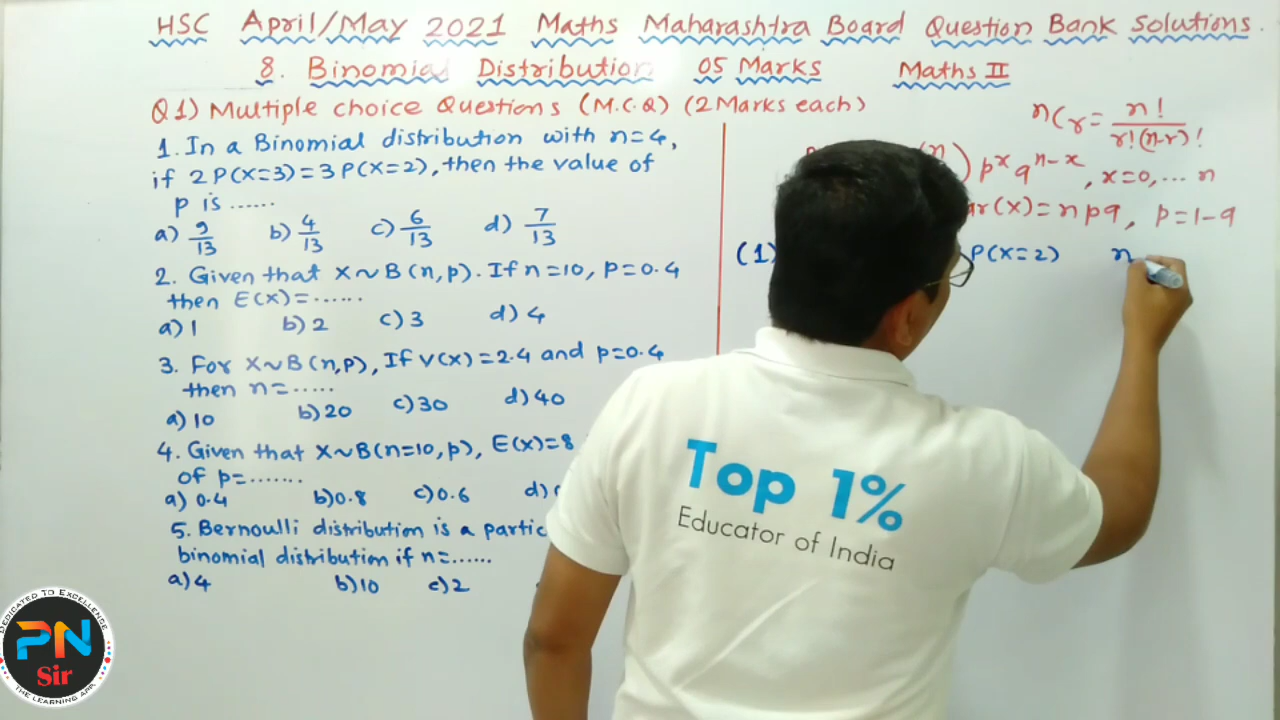 HSC April/May 2021 Maths Maharashtra Board Question Bank Solutions.
8. Binomial Distribution 05 Marks Maths II
Q1) Multiple choice Questions (M.C.Q) (2 Marks each)
1. In a Binomial distribution with n=4,
if 2P(X=3)=3P(X=2), then the value of
p is ......
a) 9/13 b) 4/13 c) 6/13 d) 7/13
2. Given that X~B(n,p). If n=10, p=0.4
then E(X)=......
a) 1 b) 2 c) 3 d) 4
3. For X~B(n,p), If V(X)=2.4 and p=0.4
then n=.....
a) 10 b) 20 c) 30 d) 40
4. Given that X~B(n=10,p), E(X)=8
of p=.......
a) 0.4 b) 0.8 c) 0.6 d)
5. Bernoulli distribution is a partic
binomial distribution if n=......
a) 4 b) 10 c) 2
nCr = n!/r!(n-r)!
(n) p^x q^(n-x), x=0,... n
ar(X)=npq, p=1-q
(1) P(X=2) n
Top 1%
Educator of India
DEDICATED TO EXCELLENCE
PN
Sir
THE LEARNING APP